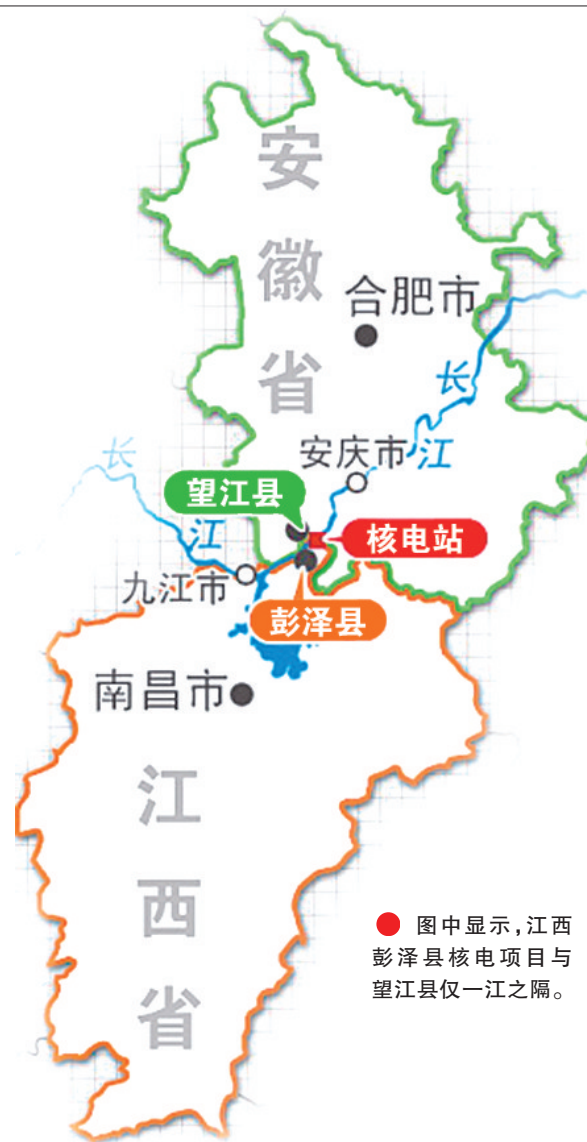 安
徽
省
合肥市
长
江
安庆市
望江县
核电站
长
江
九江市
彭泽县
南昌市
江
西
省
图中显示，江西
彭泽县核电项目与
望江县仅一江之隔。